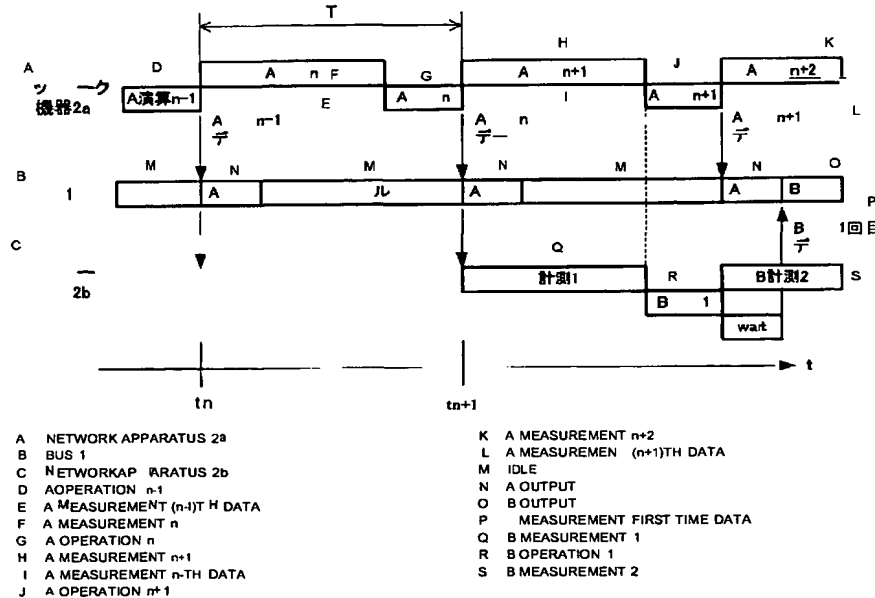 T
H
K
A
D
A n F
G
A n+1
J
A n+2
ッ ー ク
機器2a
A演算n-1
E
A n
I
A n+1
L
A n-1
デ
A n
デー
A n+1
デ
B
M
N
M
N
M
N
O
1
A
ル
A
A
B
P
C
B 1回目
デ
Q
ー
2b
計測1
R
B計測2
S
B 1
wait
t
tn
tn+1
A NETWORK APPARATUS 2a
B BUS 1
C NETWORKAP ARATUS 2b
D AOPERATION n-1
E A MEASUREMENT (n-1)TH DATA
F A MEASUREMENT n
G A OPERATION n
H A MEASUREMENT n+1
I A MEASUREMENT n-TH DATA
J A OPERATION n+1
K A MEASUREMENT n+2
L A MEASUREMEN (n+1)TH DATA
M IDLE
N A OUTPUT
O B OUTPUT
P MEASUREMENT FIRST TIME DATA
Q B MEASUREMENT 1
R B OPERATION 1
S B MEASUREMENT 2